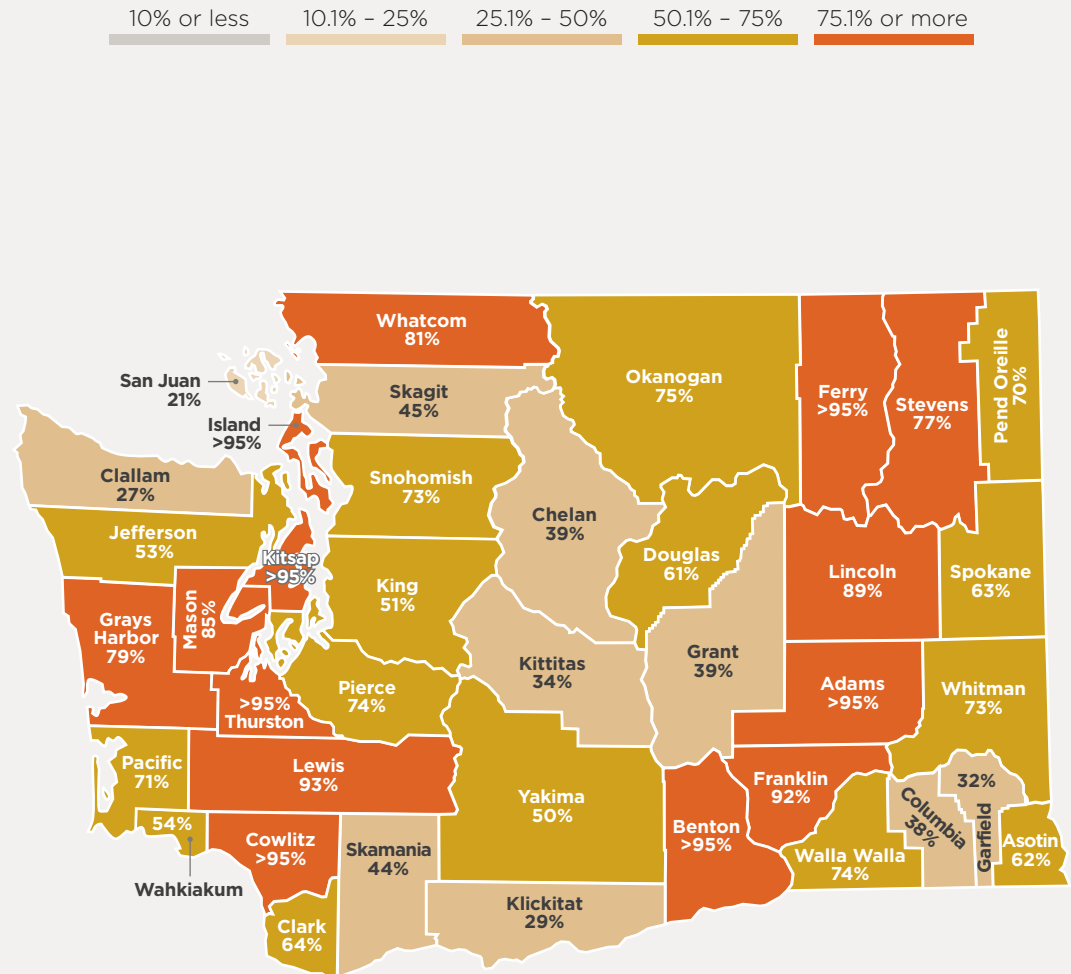 10% or less
10.1% – 25%
25.1% – 50%
50.1% – 75%
75.1% or more
Whatcom
81%
San Juan
21%
Skagit
45%
Island
>95%
Okanogan
75%
Ferry
>95%
Stevens
77%
Pend Oreille
70%
Clallam
27%
Snohomish
73%
Chelan
39%
Jefferson
53%
Kitsap
>95%
King
51%
Douglas
61%
Lincoln
89%
Spokane
63%
Grays
Harbor
79%
Mason
85%
Kittitas
34%
Grant
39%
>95%
Thurston
Pierce
74%
Adams
>95%
Whitman
73%
Pacific
71%
Lewis
93%
Yakima
50%
Franklin
92%
32%
Garfield
Columbia
38%
54%
Wahkiakum
Cowlitz
>95%
Skamania
44%
Benton
>95%
Walla Walla
74%
Asotin
62%
Klickitat
29%
Clark
64%